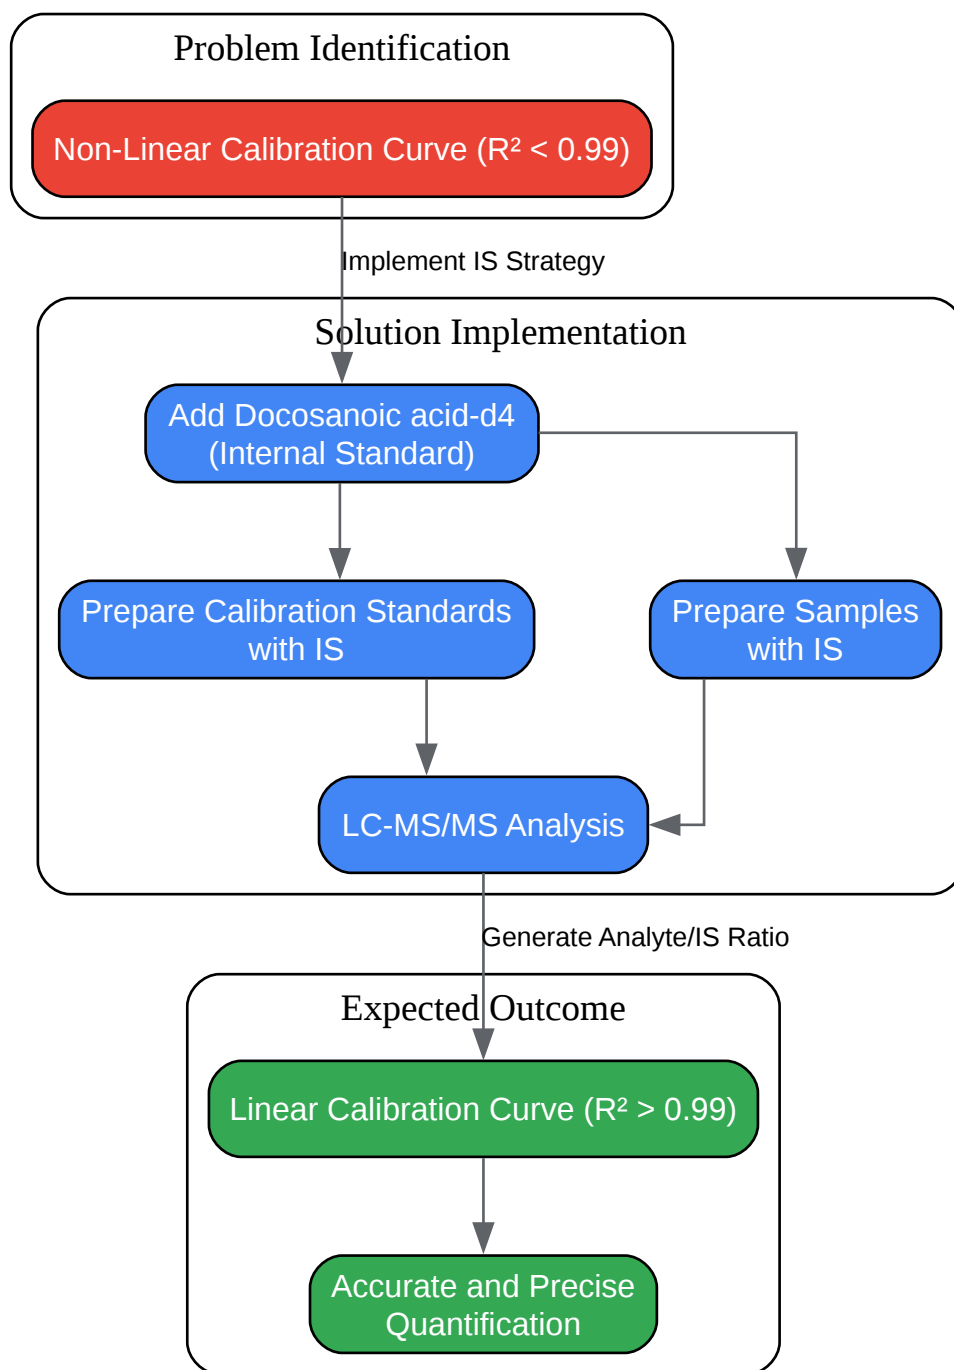 Problem Identification
Non-Linear Calibration Curve (R² < 0.99)
Implement IS Strategy
Solution Implementation
Add Docosanoic acid-d4
(Internal Standard)
Prepare Calibration Standards
with IS
Prepare Samples
with IS
LC-MS/MS Analysis
Generate Analyte/IS Ratio
Expected Outcome
Linear Calibration Curve (R² > 0.99)
Accurate and Precise
Quantification